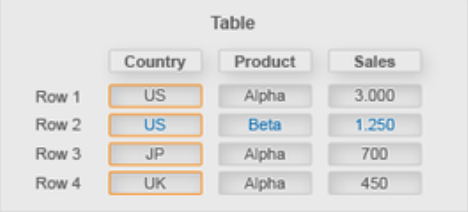 Table
Country Product Sales
Row 1 US Alpha 3.000
Row 2 US Beta 1.250
Row 3 JP Alpha 700
Row 4 UK Alpha 450